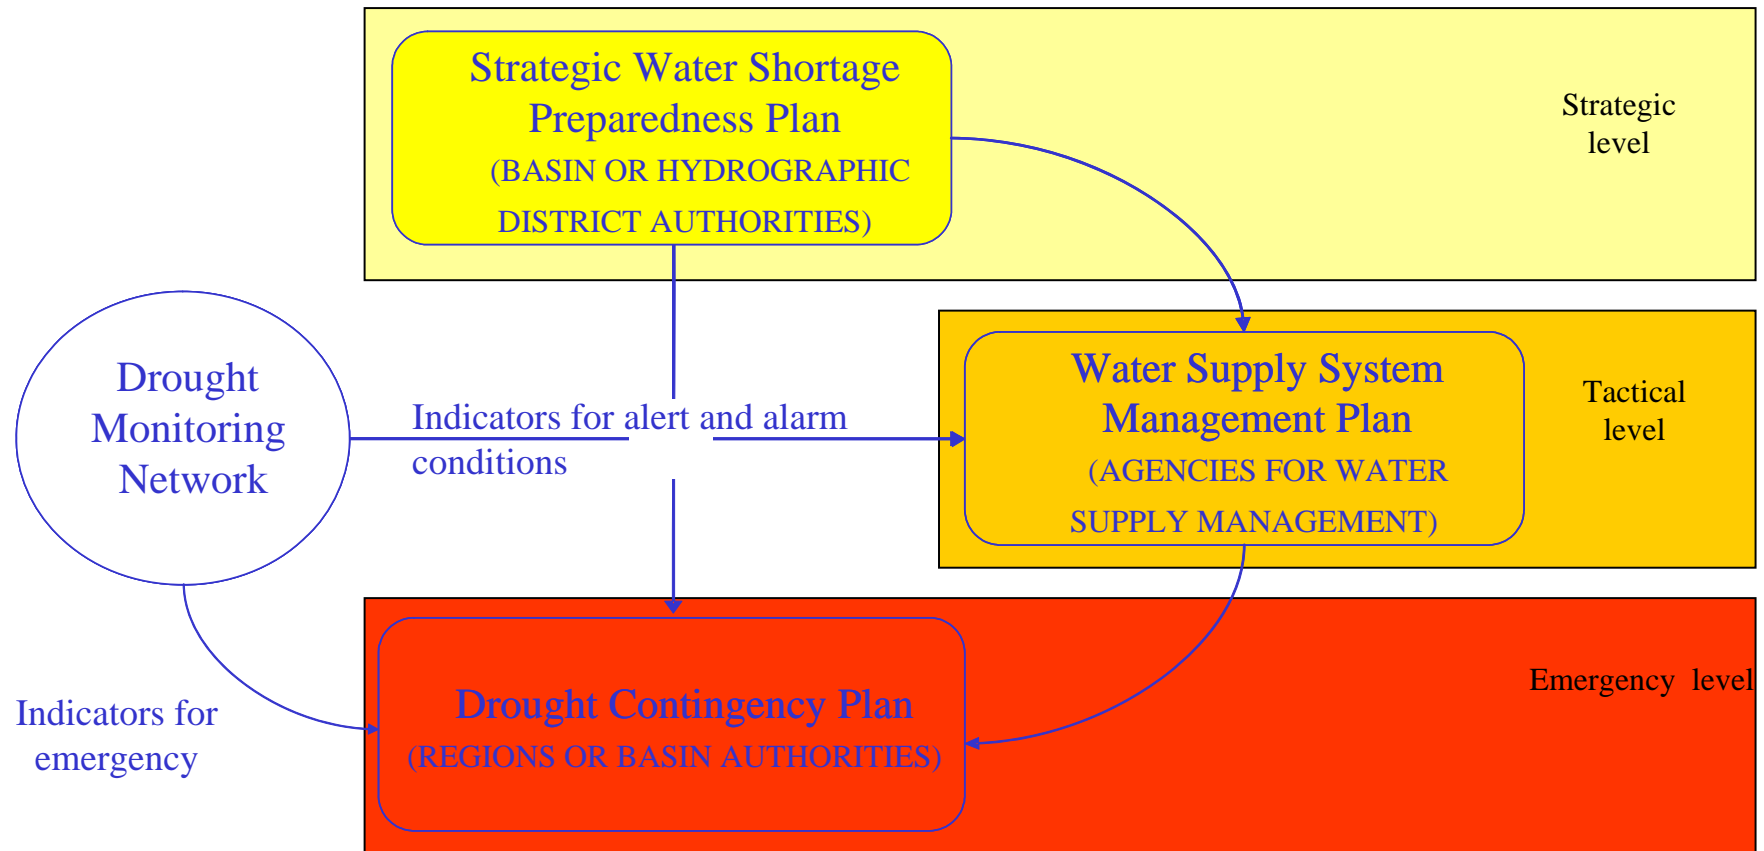 Strategic Water Shortage
Preparedness Plan
(BASIN OR HYDROGRAPHIC
DISTRICT AUTHORITIES)
Strategic
level
Drought
Monitoring
Network
Indicators for alert and alarm
conditions
Water Supply System
Management Plan
(AGENCIES FOR WATER
SUPPLY MANAGEMENT)
Tactical
level
Indicators for
emergency
Drought Contingency Plan
(REGIONS OR BASIN AUTHORITIES)
Emergency level